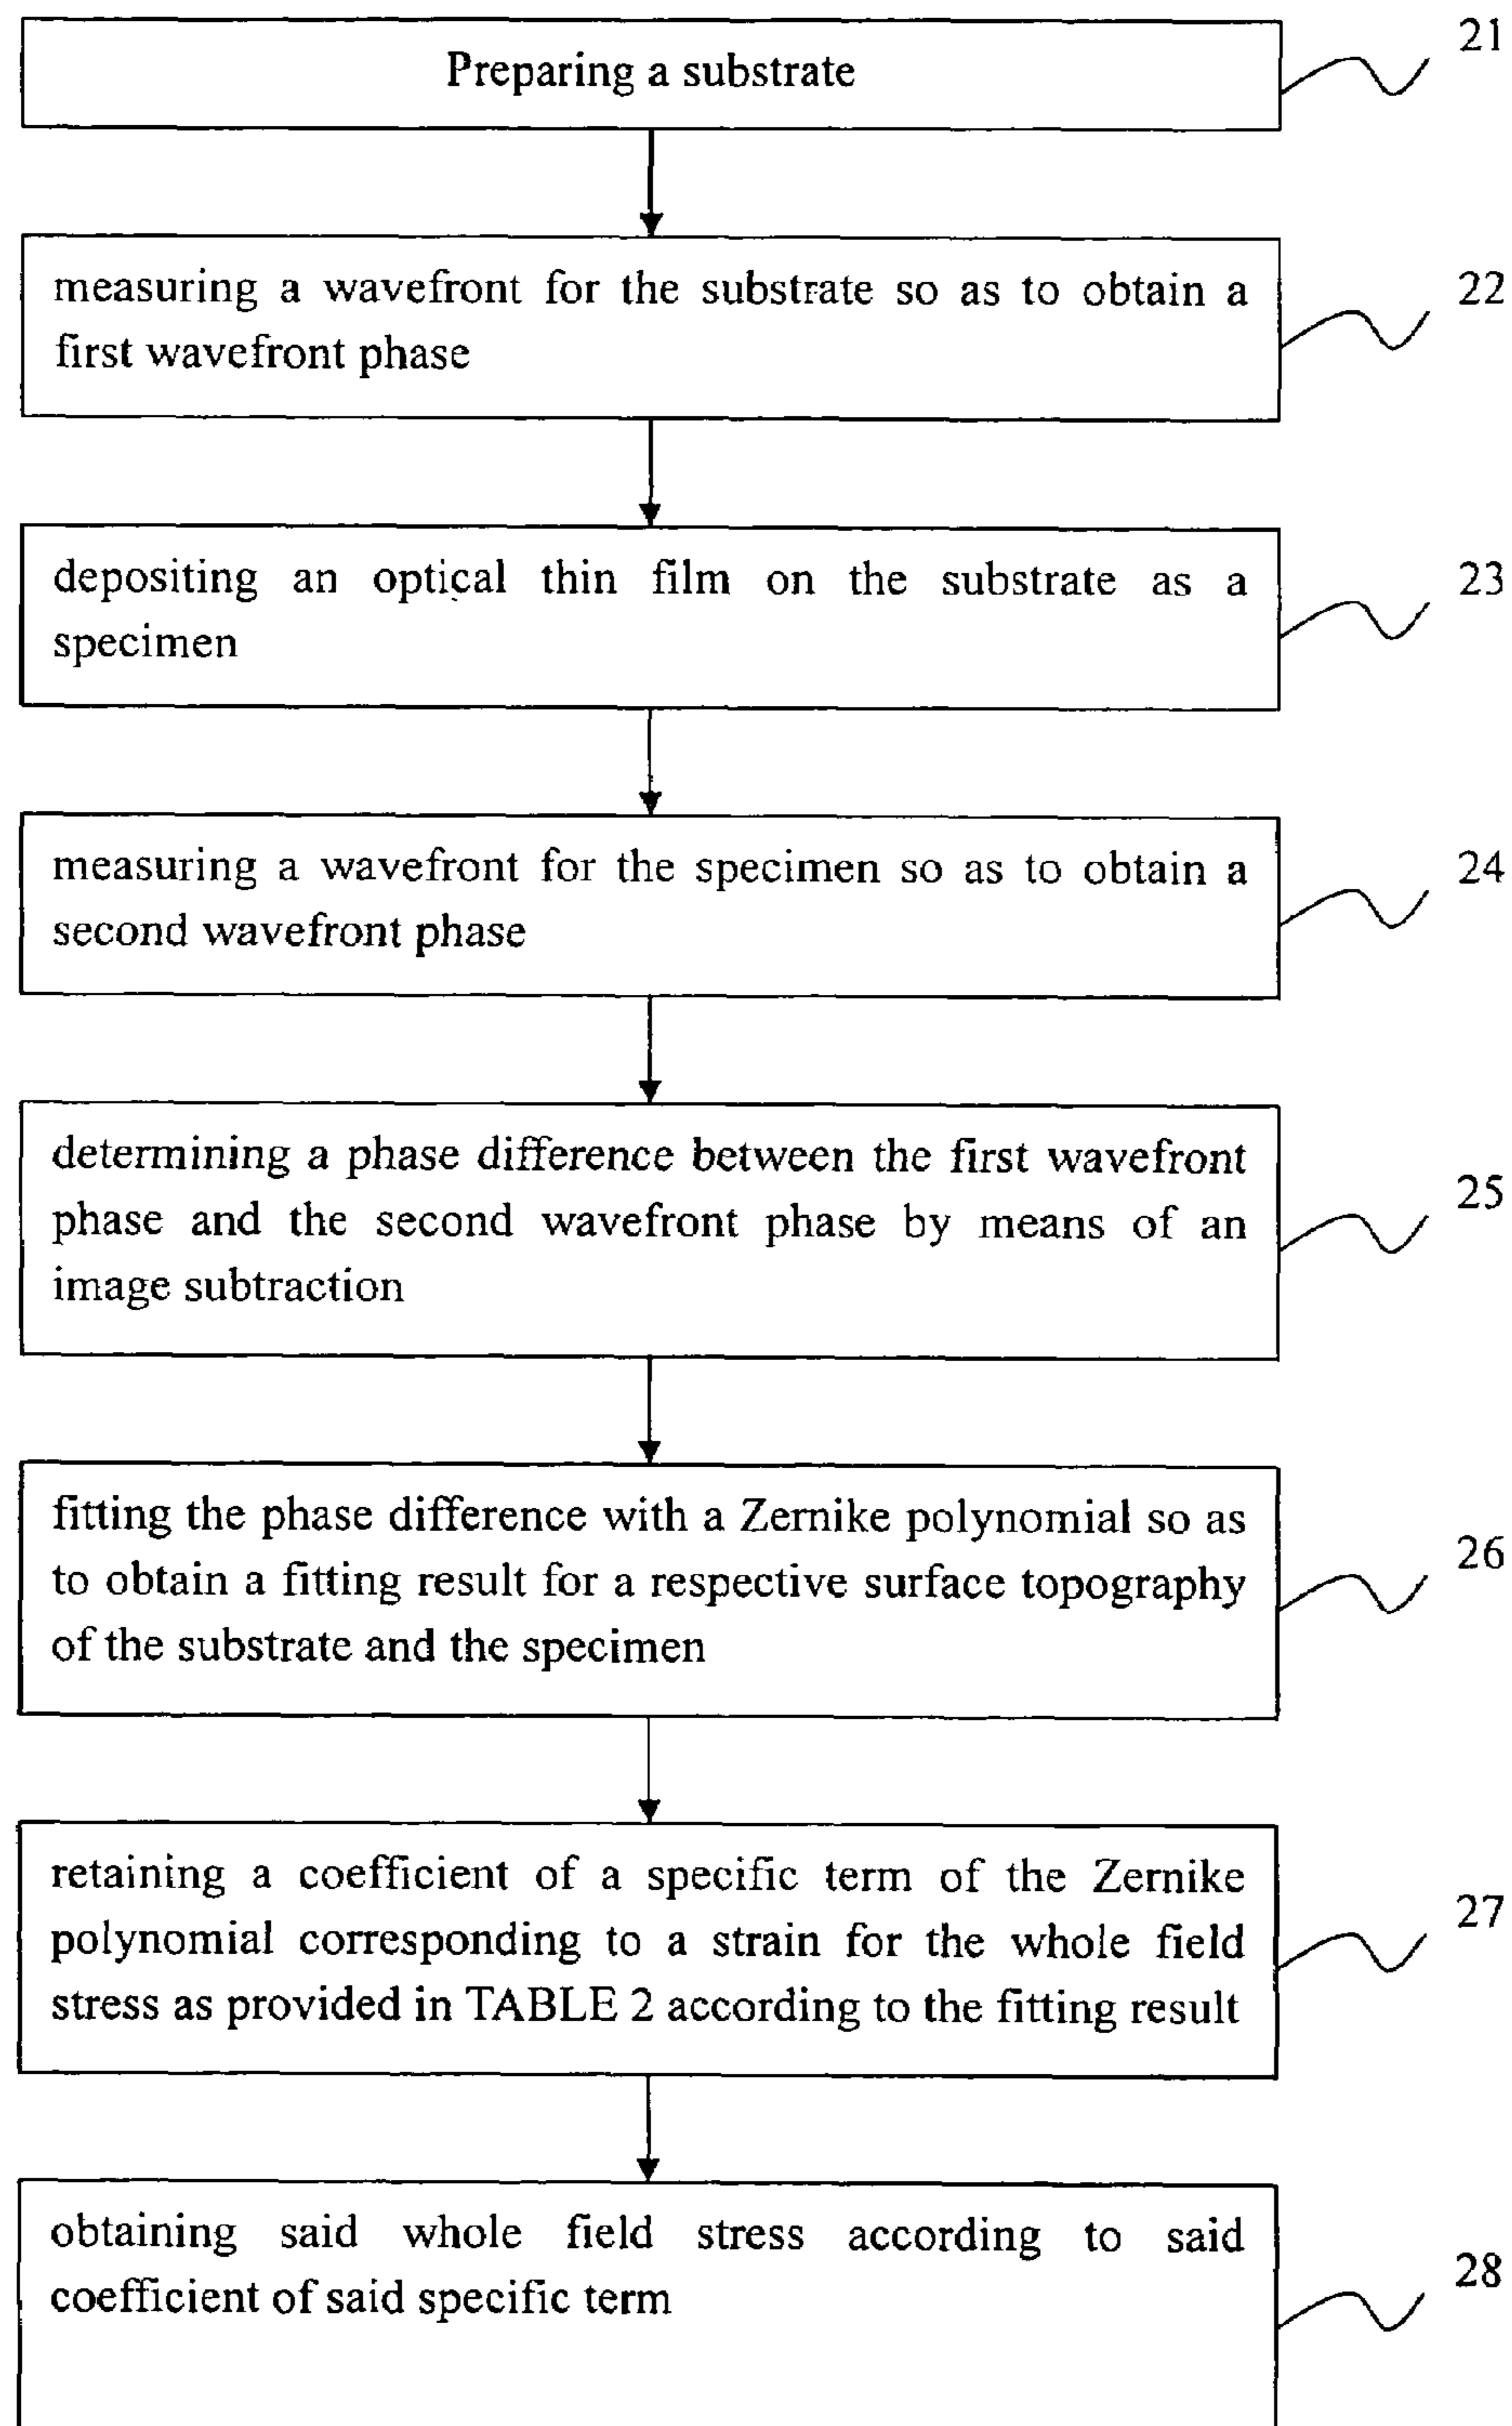 Preparing a substrate
21
measuring a wavefront for the substrate so as to obtain a
first wavefront phase
22
depositing an optical thin film on the substrate as a
specimen
23
measuring a wavefront for the specimen so as to obtain a
second wavefront phase
24
determining a phase difference between the first wavefront
phase and the second wavefront phase by means of an
image subtraction
25
fitting the phase difference with a Zernike polynomial so as
to obtain a fitting result for a respective surface topography
of the substrate and the specimen
26
retaining a coefficient of a specific term of the Zernike
polynomial corresponding to a strain for the whole field
stress as provided in TABLE 2 according to the fitting result
27
obtaining said whole field stress according to said
coefficient of said specific term
28